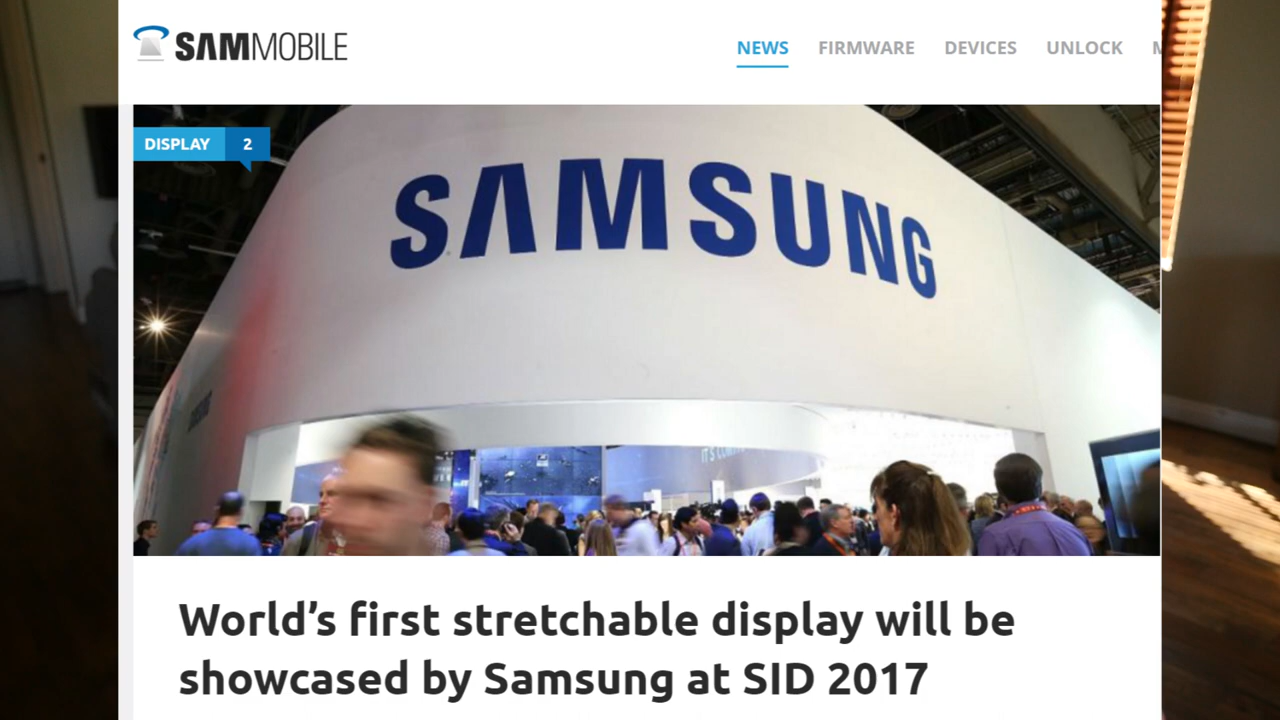 SAMMOBILE
NEWS FIRMWARE DEVICES UNLOCK
DISPLAY 2
SAMSUNG
World's first stretchable display will be
showcased by Samsung at SID 2017